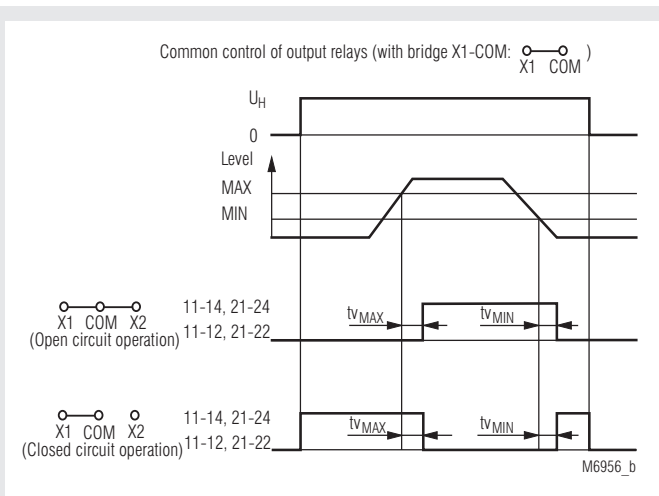 Common control of output relays (with bridge X1-COM: X1 COM )
UH
0
Level
MAX
MIN
X1 COM X2
(Open circuit operation)
11-14, 21-24
11-12, 21-22
tvMAX
tvMIN
X1 COM X2
(Closed circuit operation)
11-14, 21-24
11-12, 21-22
tvMAX
tvMIN
M6956_b